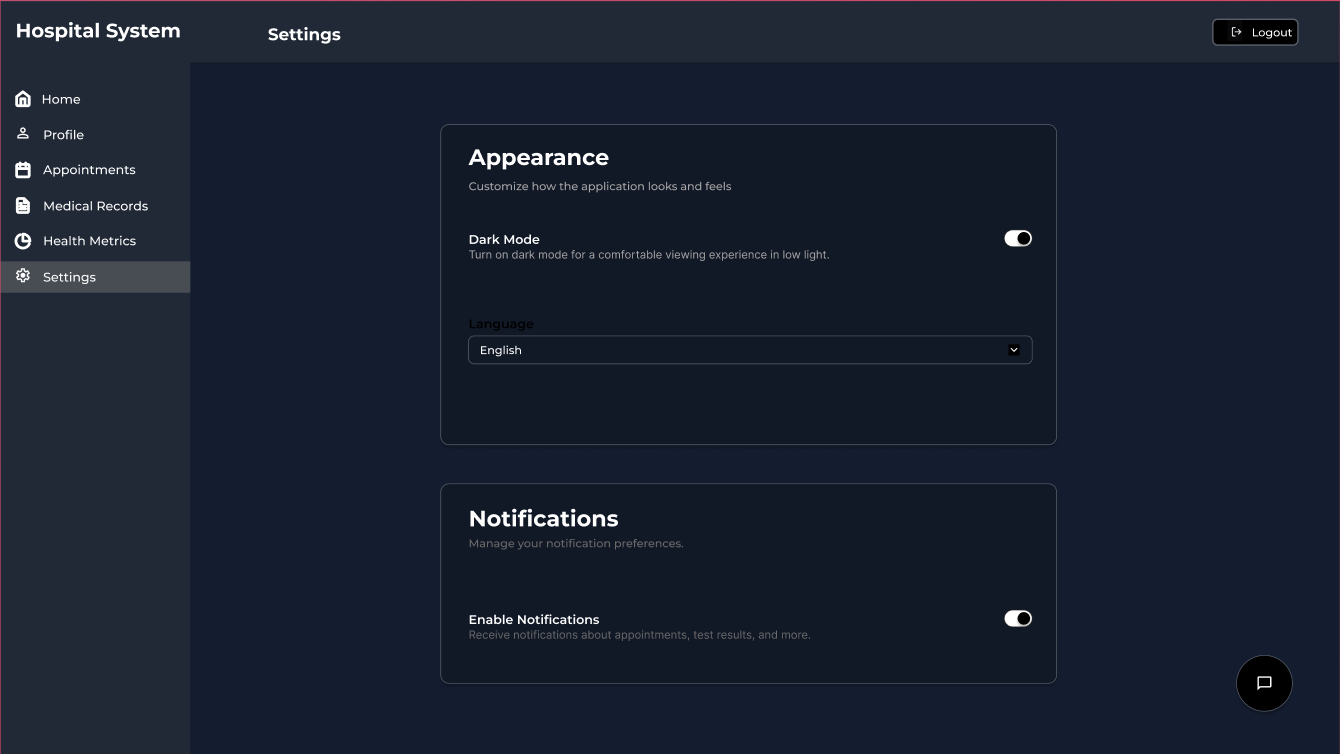 Hospital System
Settings
Logout
Home
Profile
Appointments
Medical Records
Health Metrics
Settings
Appearance
Customize how the application looks and feels
Dark Mode
Turn on dark mode for a comfortable viewing experience in low light.
Language
English
Notifications
Manage your notification preferences.
Enable Notifications
Receive notifications about appointments, test results, and more.